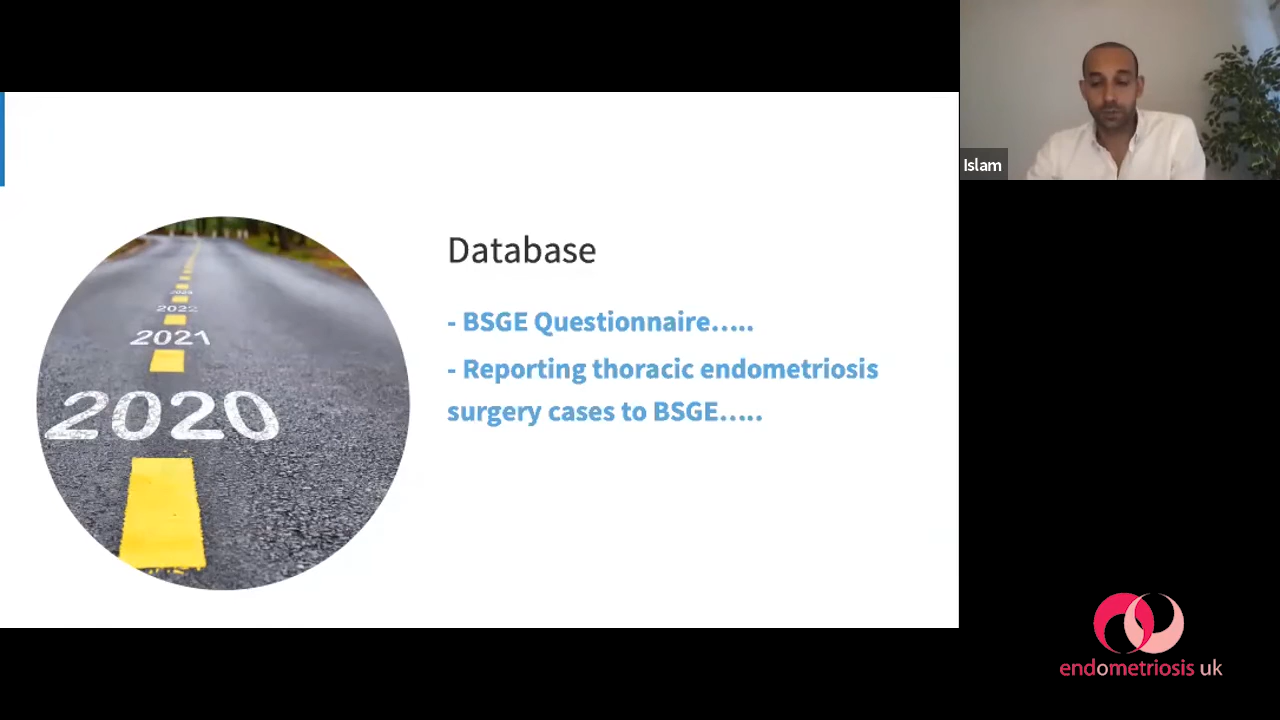 Islam
2022
2021
2020
Database
- BSGE Questionnaire.....
- Reporting thoracic endometriosis
surgery cases to BSGE.....
endometriosis uk